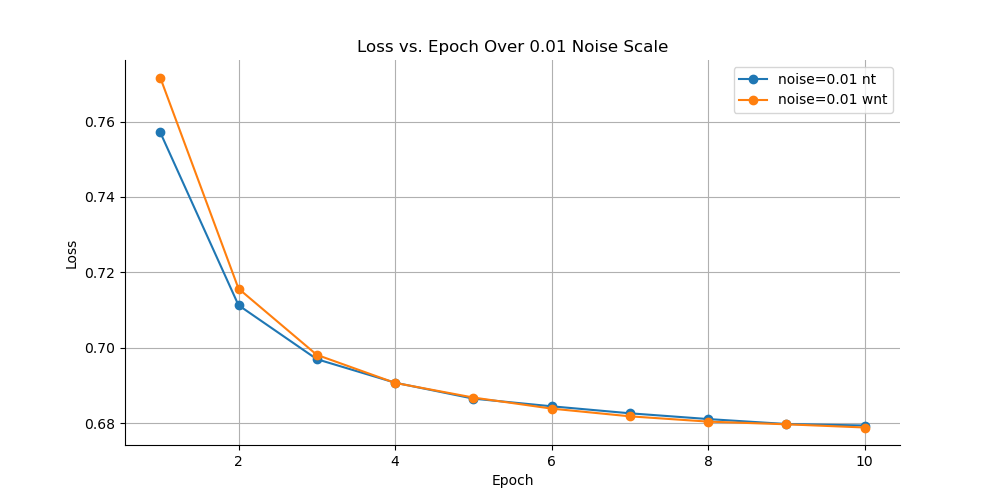 Loss vs. Epoch Over 0.01 Noise Scale
noise=0.01 nt
noise=0.01 wnt
0.76
0.74
0.72
0.70
0.68
Loss
2 4 6 8 10
Epoch